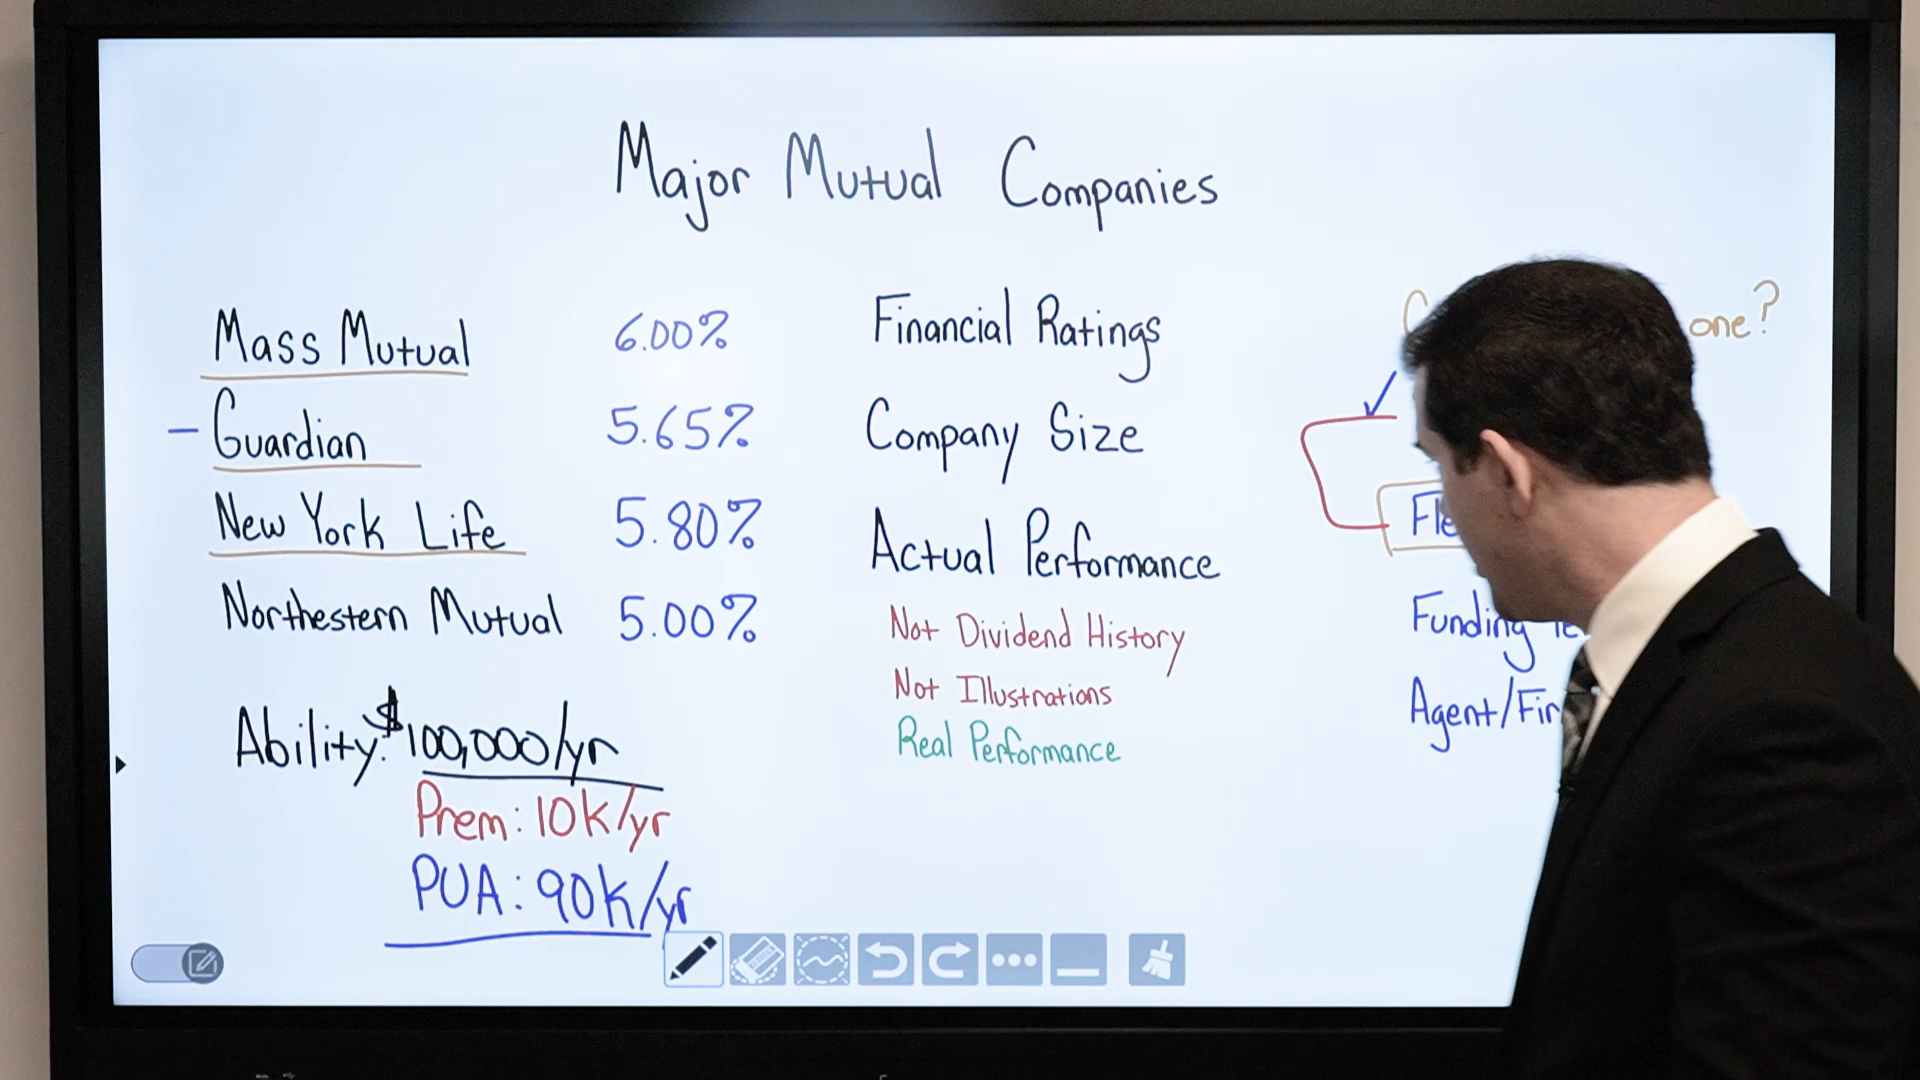 Major Mutual Companies
Mass Mutual 6.00%
– Guardian 5.65%
New York Life 5.80%
Northestern Mutual 5.00%
Ability: $100,000/yr
Prem: 10k/yr
PUA: 90k/yr
Financial Ratings
Company Size
Actual Performance
Not Dividend History
Not Illustrations
Real Performance
one?
Funding
Agent/